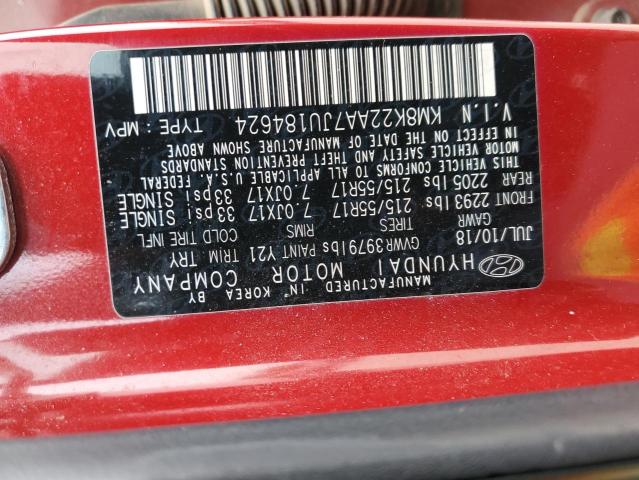 MANUFACTURED IN KOREA BY
HYUNDAI MOTOR COMPANY
JUL/10/18 GVWR 3979 lbs PAINT Y21 TRIM TRY
GAWR TIRES RIMS COLD TIRE INFL
FRONT 2293 lbs 215/55R17 7.0JX17 33psi SINGLE
REAR 2205 lbs 215/55R17 7.0JX17 33psi SINGLE
THIS VEHICLE CONFORMS TO ALL APPLICABLE U.S.A. FEDERAL
MOTOR VEHICLE SAFETY AND THEFT PREVENTION STANDARDS
IN EFFECT ON THE DATE OF MANUFACTURE SHOWN ABOVE
V.I.N : KM8K22AA7JU184624 TYPE : MPV